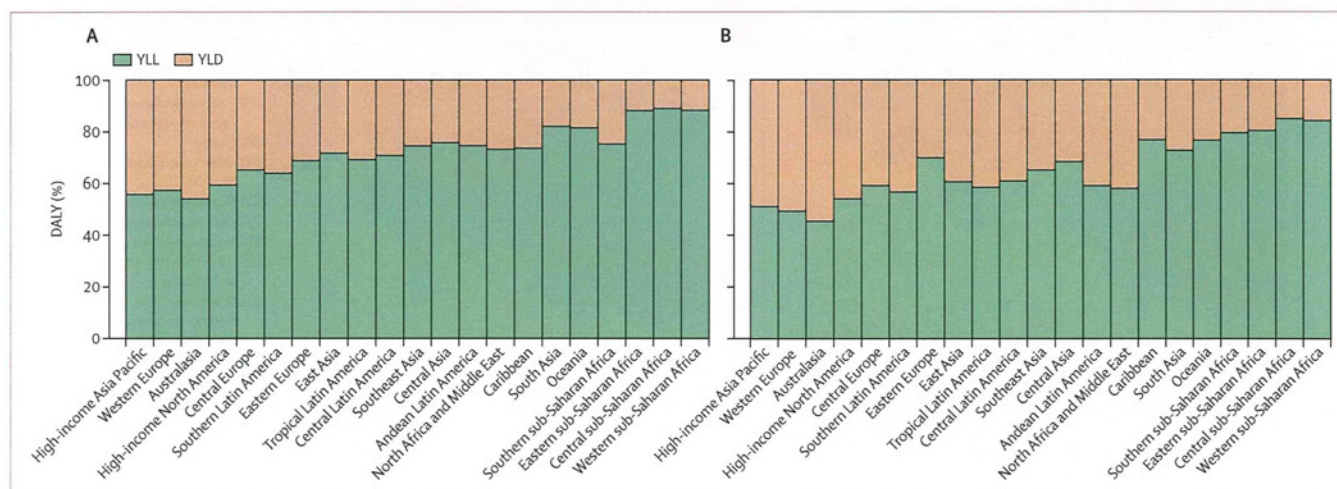 A
B
YLL YLD
DALY (%)
100
80
60
40
20
0
High-income Asia Pacific
Western Europe
Australasia
High-income North America
Central Europe
Southern Latin America
Eastern Europe
East Asia
Tropical Latin America
Central Latin America
Southeast Asia
Central Asia
Andean Latin America
North Africa and Middle East
Caribbean
South Asia
Oceania
Southern sub-Saharan Africa
Eastern sub-Saharan Africa
Central sub-Saharan Africa
Western sub-Saharan Africa
High-income Asia Pacific
Western Europe
Australasia
High-income North America
Central Europe
Southern Latin America
Eastern Europe
East Asia
Tropical Latin America
Central Latin America
Southeast Asia
Central Asia
Andean Latin America
North Africa and Middle East
Caribbean
South Asia
Oceania
Southern sub-Saharan Africa
Eastern sub-Saharan Africa
Central sub-Saharan Africa
Western sub-Saharan Africa